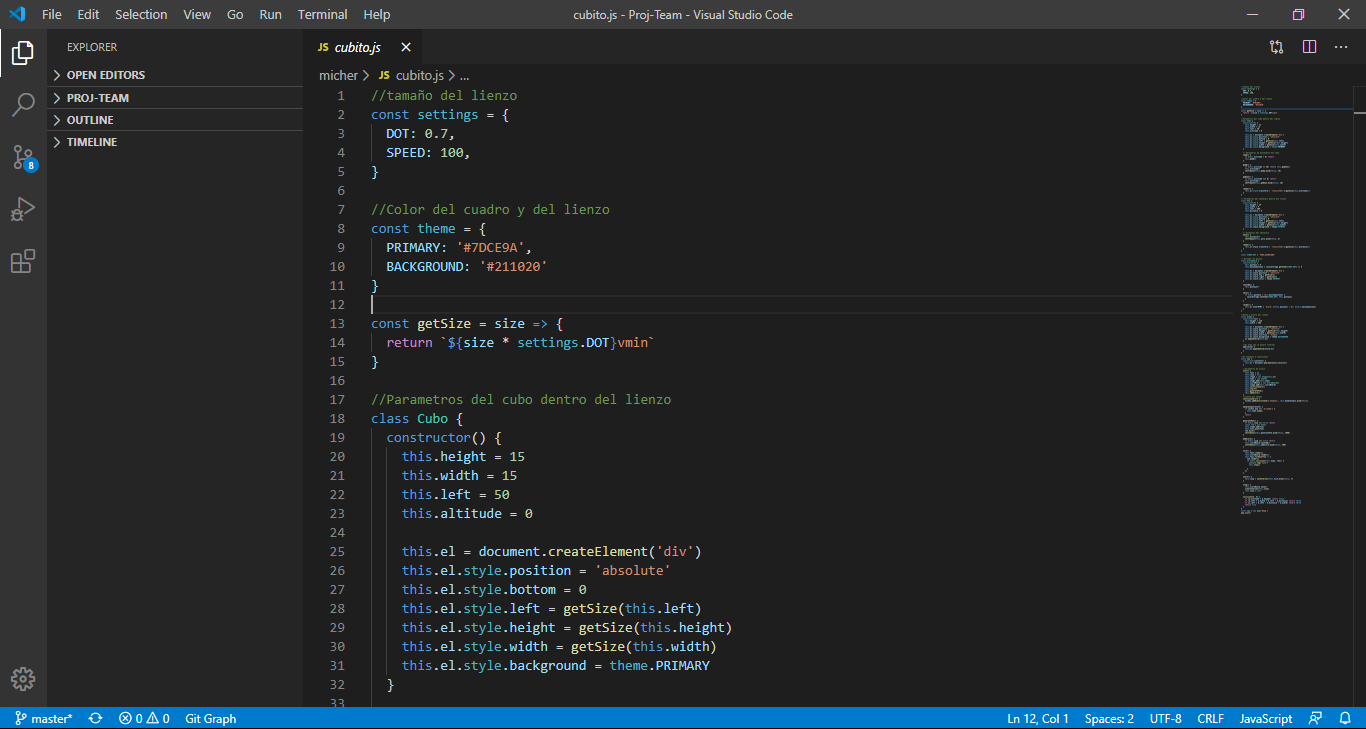 File Edit Selection View Go Run Terminal Help
cubito.js - Proj-Team - Visual Studio Code
EXPLORER
OPEN EDITORS
PROJ-TEAM
OUTLINE
TIMELINE
8
JS cubito.js
micher > JS cubito.js > ...
1 //tamaño del lienzo
2 const settings = {
3   DOT: 0.7,
4   SPEED: 100,
5 }
6
7 //Color del cuadro y del lienzo
8 const theme = {
9   PRIMARY: '#7DCE9A',
10   BACKGROUND: '#211020'
11 }
12
13 const getSize = size => {
14   return `${size * settings.DOT}vmin`
15 }
16
17 //Parametros del cubo dentro del lienzo
18 class Cubo {
19   constructor() {
20     this.height = 15
21     this.width = 15
22     this.left = 50
23     this.altitude = 0
24
25     this.el = document.createElement('div')
26     this.el.style.position = 'absolute'
27     this.el.style.bottom = 0
28     this.el.style.left = getSize(this.left)
29     this.el.style.height = getSize(this.height)
30     this.el.style.width = getSize(this.width)
31     this.el.style.background = theme.PRIMARY
32   }
33
master* 0 0 Git Graph
Ln 12, Col 1 Spaces: 2 UTF-8 CRLF JavaScript